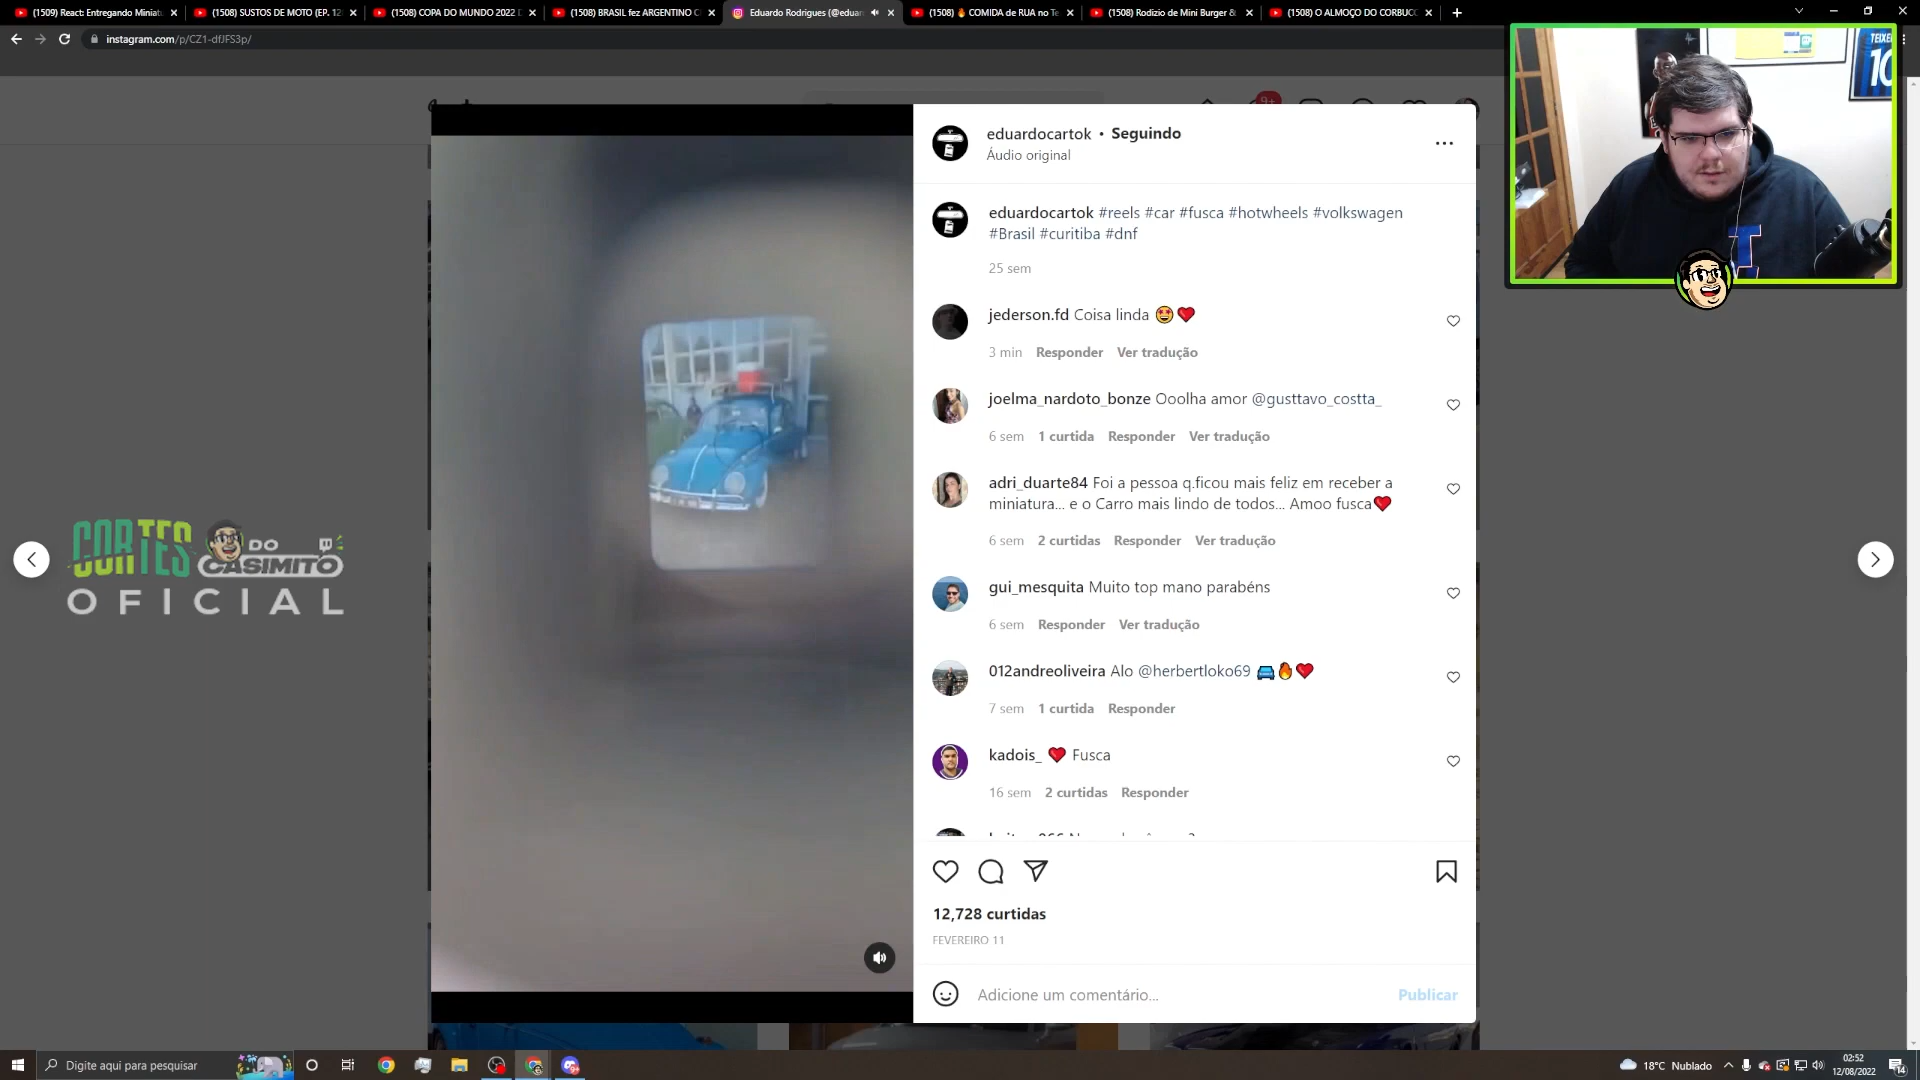 (1509) React: Entregando Miniatu
(1508) SUSTOS DE MOTO (EP. 12
(1508) COPA DO MUNDO 2022
(1508) BRASIL fez ARGENTINO C
Eduardo Rodrigues (@eduar
(1508) 🔥 COMIDA de RUA no Te
(1508) Rodizio de Mini Burger &
(1508) O ALMOÇO DO CORBUC
instagram.com/p/CZ1-dfJFS3p/
9+
10
eduardocartok • Seguindo
Áudio original
eduardocartok #reels #car #fusca #hotwheels #volkswagen
#Brasil #curitiba #dnf
25 sem
jederson.fd Coisa linda 🤩❤️
3 min Responder Ver tradução
joelma_nardoto_bonze Ooolha amor @gusttavo_costta_
6 sem 1 curtida Responder Ver tradução
adri_duarte84 Foi a pessoa q.ficou mais feliz em receber a
miniatura... e o Carro mais lindo de todos... Amoo fusca❤️
6 sem 2 curtidas Responder Ver tradução
gui_mesquita Muito top mano parabéns
6 sem Responder Ver tradução
012andreoliveira Alo @herbertloko69 🚘🔥❤️
7 sem 1 curtida Responder
kadois_ ❤️ Fusca
16 sem 2 curtidas Responder
12,728 curtidas
FEVEREIRO 11
Adicione um comentário...
Publicar
CORTES DO
CASIMITO
OFICIAL
Digite aqui para pesquisar
18°C Nublado
02:52
12/08/2022
14